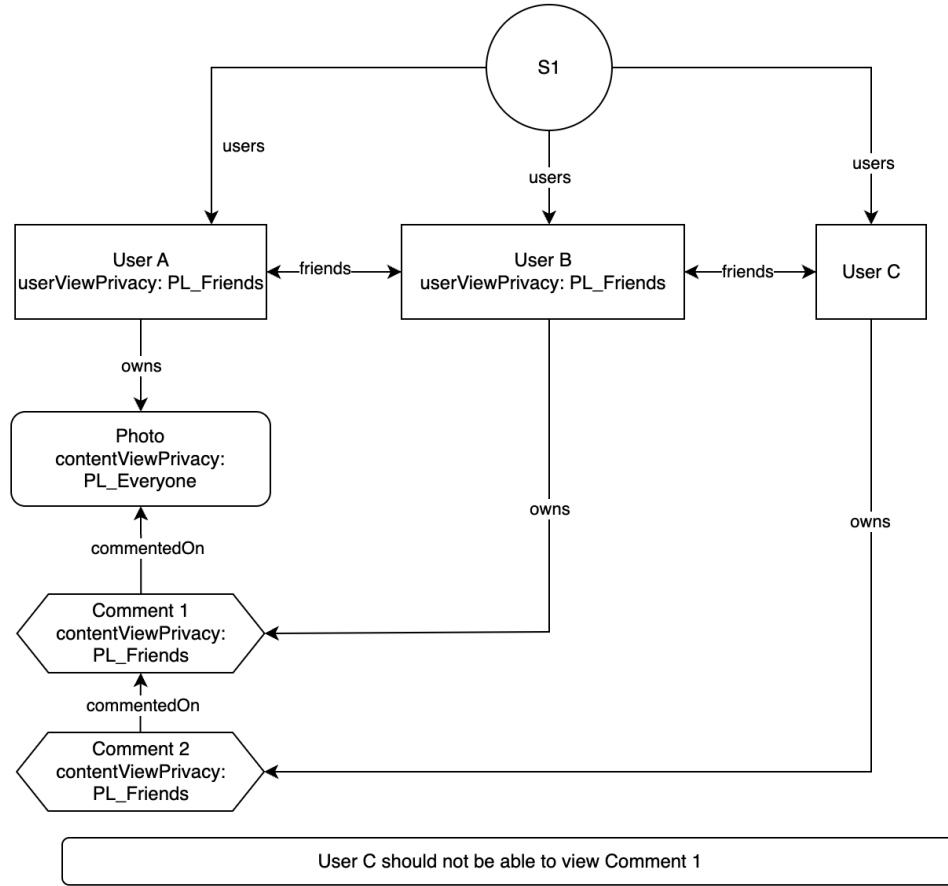 S1
users
users
users
User A
userViewPrivacy: PL_Friends
friends
User B
userViewPrivacy: PL_Friends
friends
User C
owns
Photo
contentViewPrivacy:
PL_Everyone
owns
owns
commentedOn
Comment 1
contentViewPrivacy:
PL_Friends
commentedOn
Comment 2
contentViewPrivacy:
PL_Friends
User C should not be able to view Comment 1